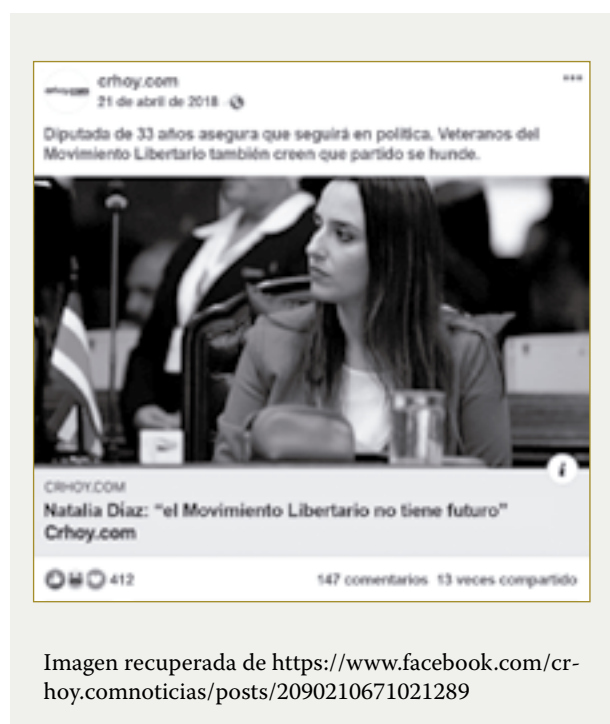 crhoy.com
21 de abril de 2018
Diputada de 33 años asegura que seguirá en política. Veteranos del
Movimiento Libertario también creen que partido se hunde.
CRHOY.COM
Natalia Díaz: “el Movimiento Libertario no tiene futuro”
Crhoy.com
412
147 comentarios 13 veces compartido
Imagen recuperada de https://www.facebook.com/cr-
hoy.comnoticias/posts/2090210671021289